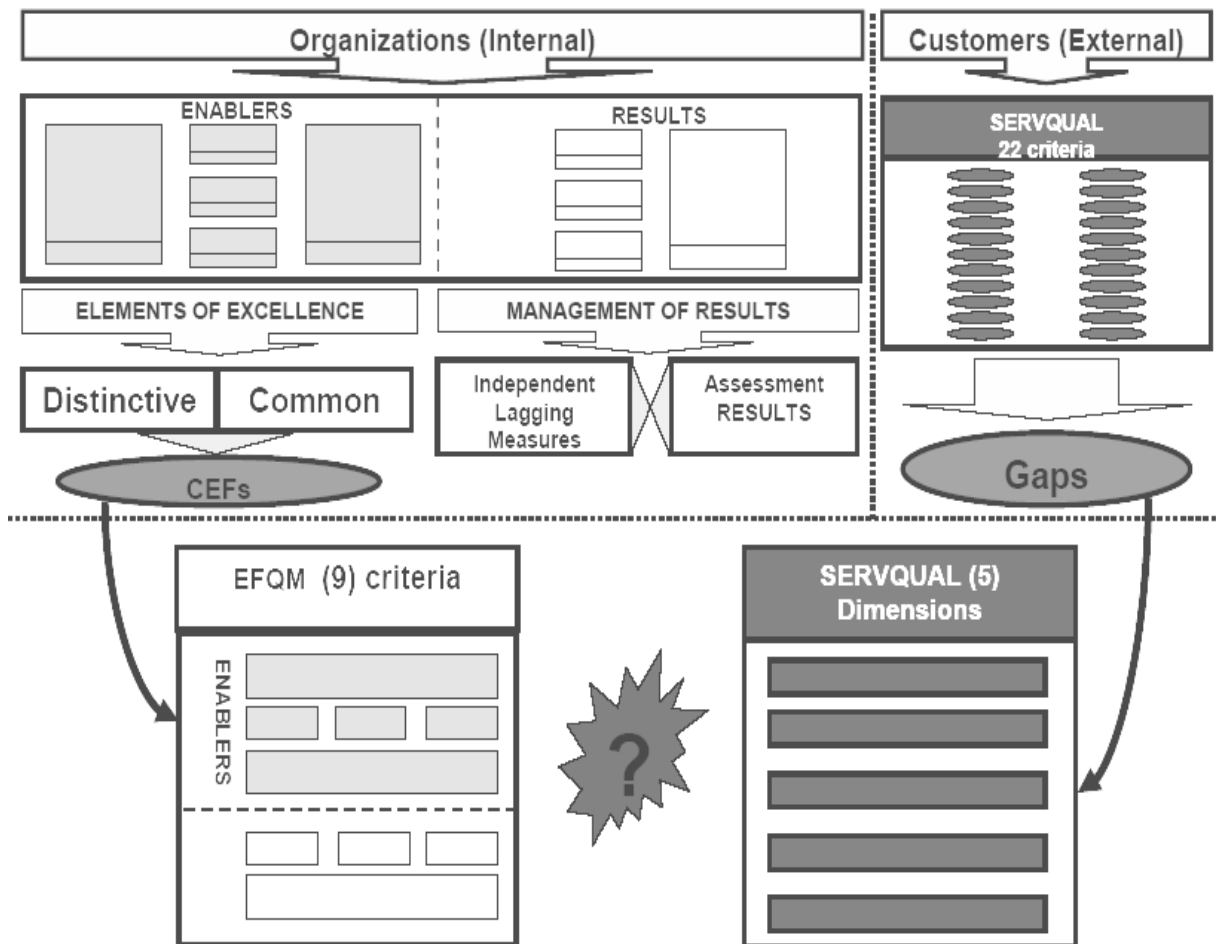 Organizations (Internal)
Customers (External)
ENABLERS
RESULTS
SERVQUAL
22 criteria
ELEMENTS OF EXCELLENCE
MANAGEMENT OF RESULTS
Distinctive
Common
Independent
Lagging
Measures
Assessment
RESULTS
CEFs
Gaps
EFQM (9) criteria
SERVQUAL (5)
Dimensions
ENABLERS
?